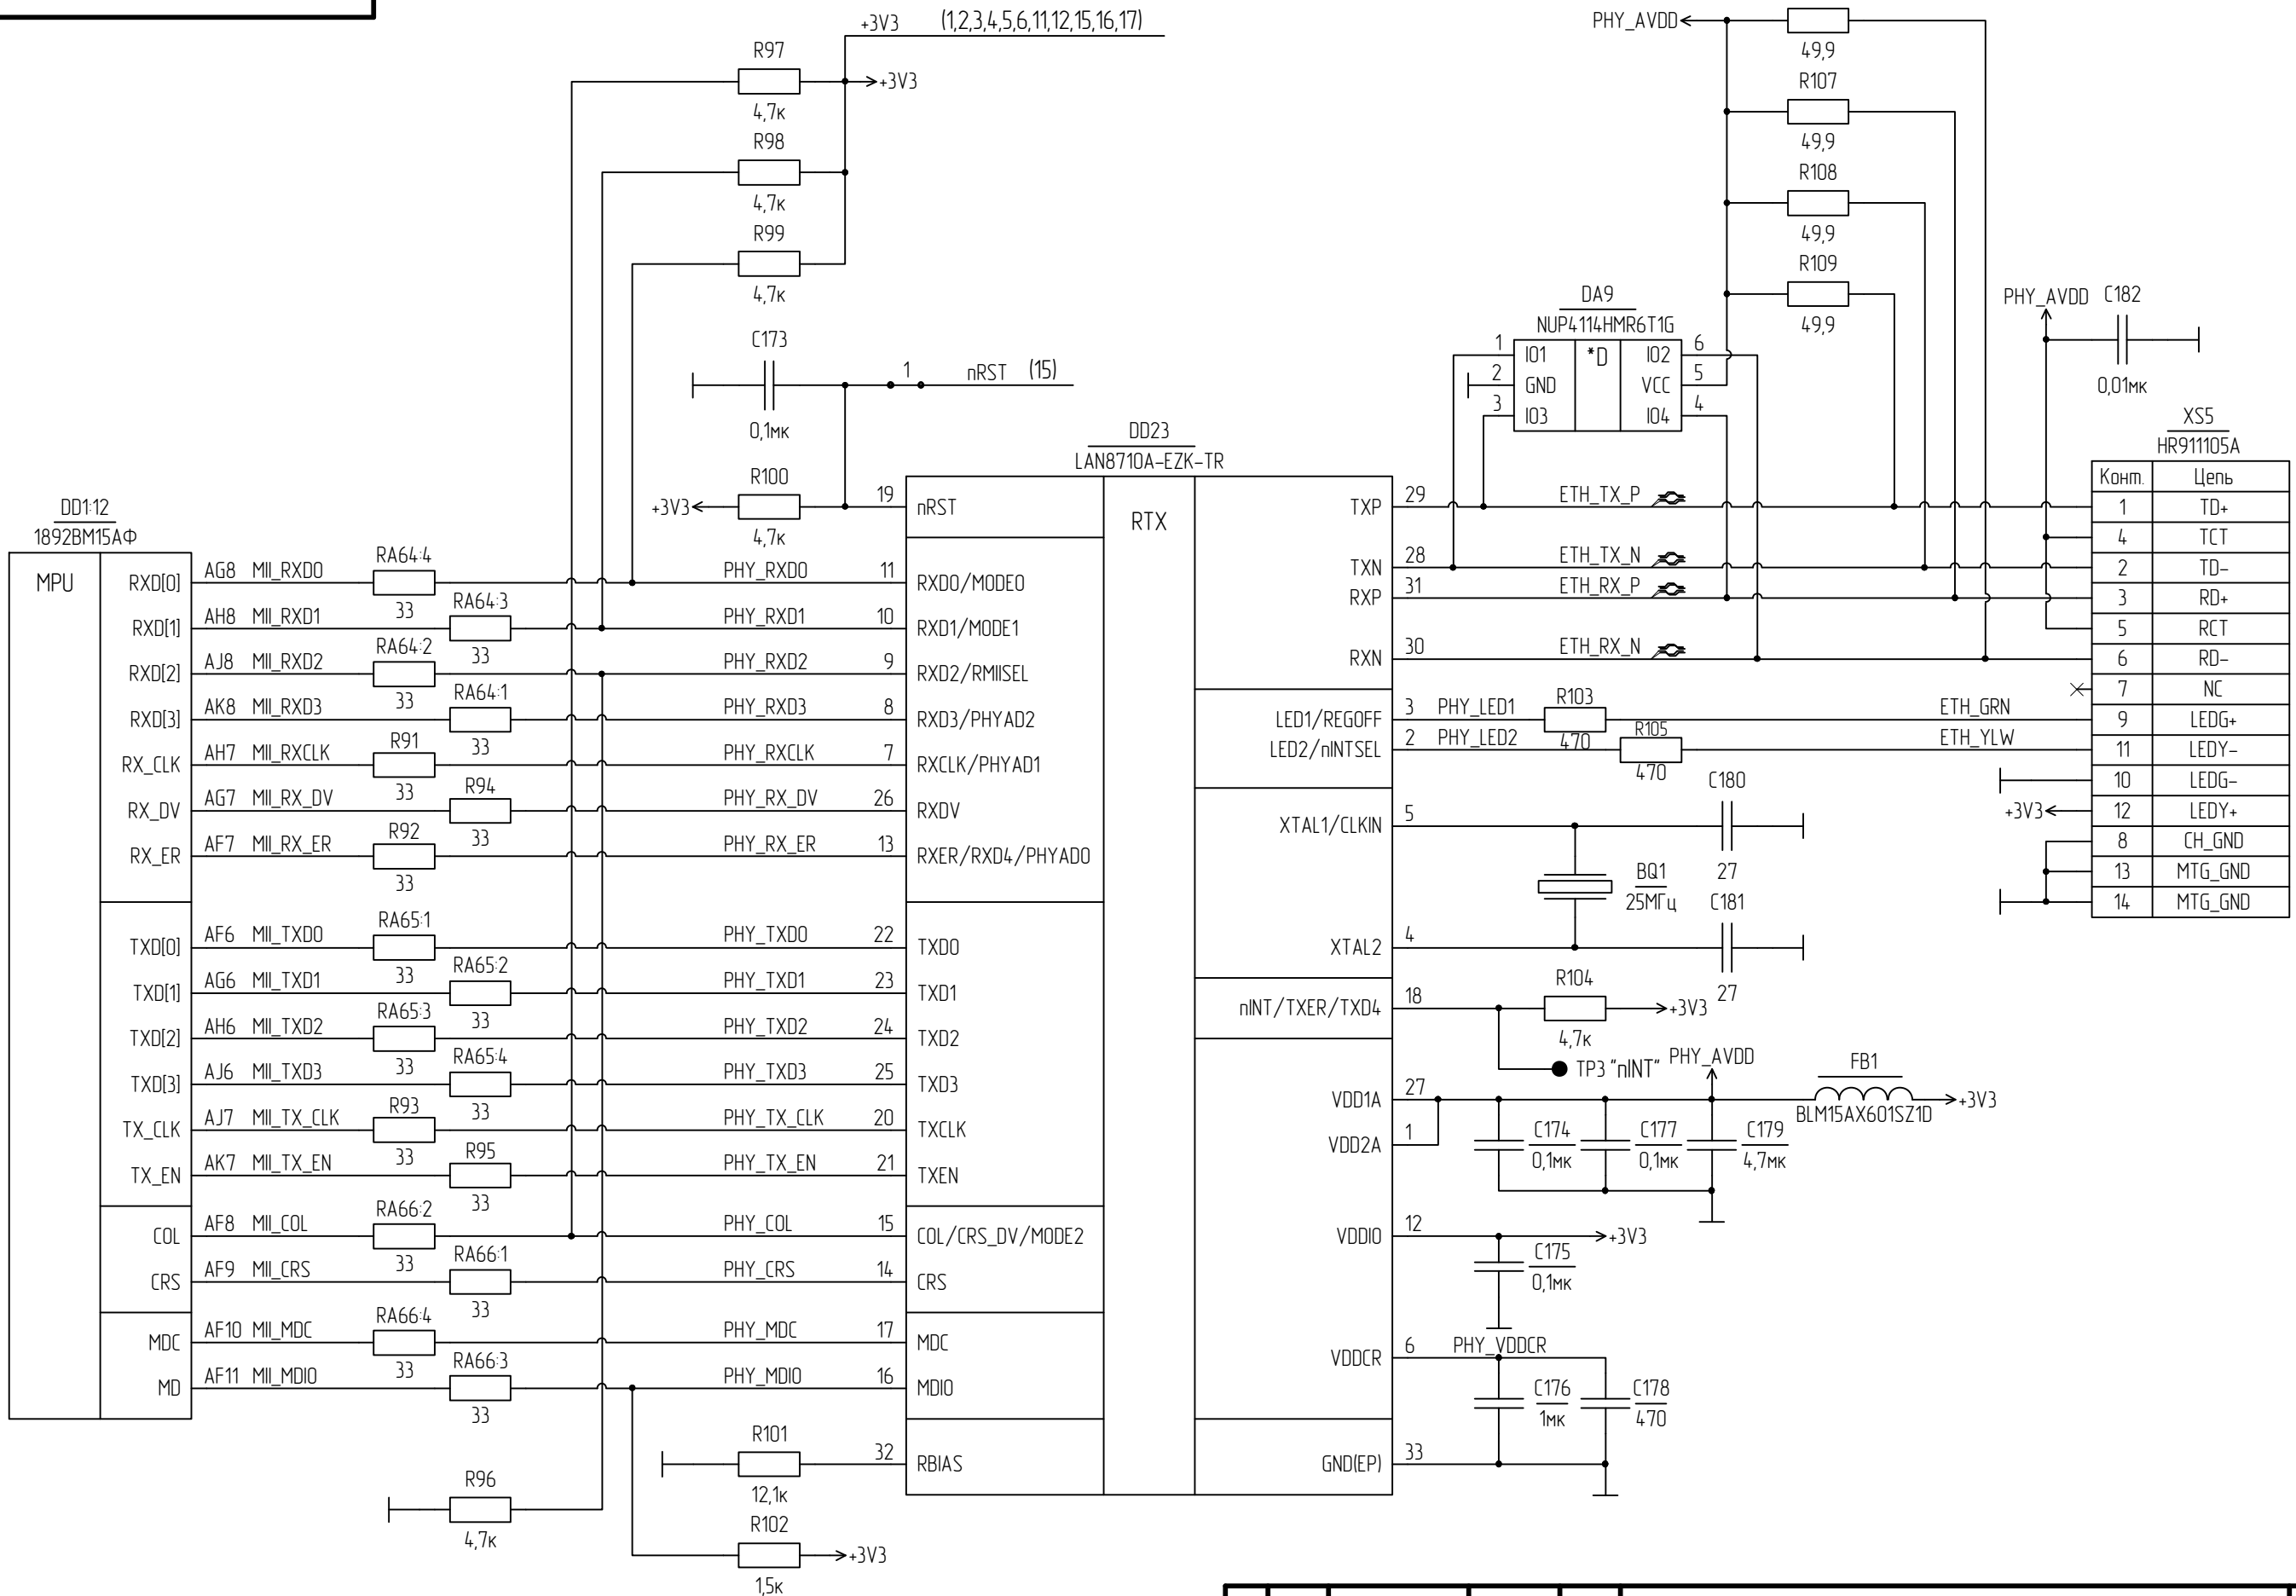 +3V3 (1,2,3,4,5,6,11,12,15,16,17)
R97
+3V3
4,7к
R98
4,7к
R99
4,7к
C173
1 nRST (15)
0,1мк
R100
+3V3
4,7к
PHY_AVDD
49,9
R107
49,9
R108
49,9
R109
49,9
DA9
NUP4114HMR6T1G
1 IO1 *D IO2 6
2 GND VCC 5
3 IO3 IO4 4
PHY_AVDD C182
0,01мк
XS5
HR911105A
Конт. Цепь
1 TD+
4 TCT
2 TD-
3 RD+
5 RCT
6 RD-
7 NC
9 LEDG+
11 LEDY-
10 LEDG-
+3V3 12 LEDY+
8 CH_GND
13 MTG_GND
14 MTG_GND
DD1:12
1892ВМ15АФ
MPU
RXD[0] AG8 MII_RXD0 RA64:4 33 PHY_RXD0 11
RXD[1] AH8 MII_RXD1 RA64:3 33 PHY_RXD1 10
RXD[2] AJ8 MII_RXD2 RA64:2 33 PHY_RXD2 9
RXD[3] AK8 MII_RXD3 RA64:1 33 PHY_RXD3 8
RX_CLK AH7 MII_RXCLK R91 33 PHY_RXCLK 7
RX_DV AG7 MII_RX_DV R94 33 PHY_RX_DV 26
RX_ER AF7 MII_RX_ER R92 33 PHY_RX_ER 13
TXD[0] AF6 MII_TXD0 RA65:1 33 PHY_TXD0 22
TXD[1] AG6 MII_TXD1 RA65:2 33 PHY_TXD1 23
TXD[2] AH6 MII_TXD2 RA65:3 33 PHY_TXD2 24
TXD[3] AJ6 MII_TXD3 RA65:4 33 PHY_TXD3 25
TX_CLK AJ7 MII_TX_CLK R93 33 PHY_TX_CLK 20
TX_EN AK7 MII_TX_EN R95 33 PHY_TX_EN 21
COL AF8 MII_COL RA66:2 33 PHY_COL 15
CRS AF9 MII_CRS RA66:1 33 PHY_CRS 14
MDC AF10 MII_MDC RA66:4 33 PHY_MDC 17
MD AF11 MII_MDIO RA66:3 33 PHY_MDIO 16
R101 32
12,1к
R96
4,7к
R102
+3V3
1,5к
DD23
LAN8710A-EZK-TR
RTX
19 nRST
RXD0/MODE0
RXD1/MODE1
RXD2/RMIISEL
RXD3/PHYAD2
RXCLK/PHYAD1
RXDV
RXER/RXD4/PHYAD0
TXD0
TXD1
TXD2
TXD3
TXCLK
TXEN
COL/CRS_DV/MODE2
CRS
MDC
MDIO
RBIAS
TXP 29 ETH_TX_P
TXN 28 ETH_TX_N
RXP 31 ETH_RX_P
RXN 30 ETH_RX_N
LED1/REGOFF 3 PHY_LED1 R103 470 ETH_GRN
LED2/nINTSEL 2 PHY_LED2 R105 470 ETH_YLW
XTAL1/CLKIN 5
C180
27
BQ1
25МГц
C181
27
XTAL2 4
nINT/TXER/TXD4 18
R104
+3V3
4,7к
TP3 "nINT"
PHY_AVDD
FB1
BLM15AX601SZ1D
+3V3
VDD1A 27
VDD2A 1
C174
0,1мк
C177
0,1мк
C179
4,7мк
VDDIO 12
+3V3
C175
0,1мк
VDDCR 6 PHY_VDDCR
C176
1мк
C178
470
GND(EP) 33